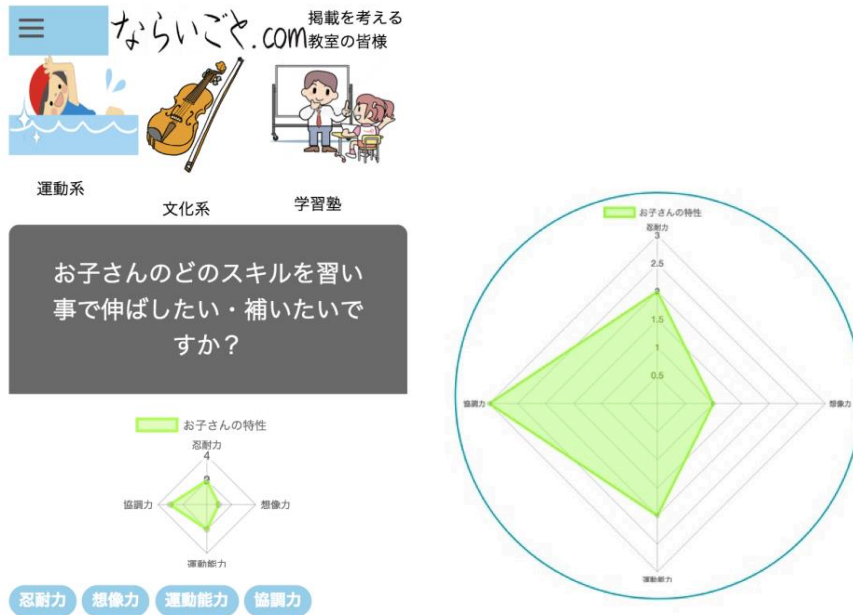 ならいごと.com
掲載を考える
教室の皆様
運動系
文化系
学習塾
お子さんのどのスキルを習い
事で伸ばしたい・補いたいで
すか？
お子さんの特性
忍耐力
4
2
協調力
想像力
運動能力
忍耐力
想像力
運動能力
協調力
お子さんの特性
忍耐力
3
2.5
2
1.5
1
0.5
協調力
想像力
運動能力